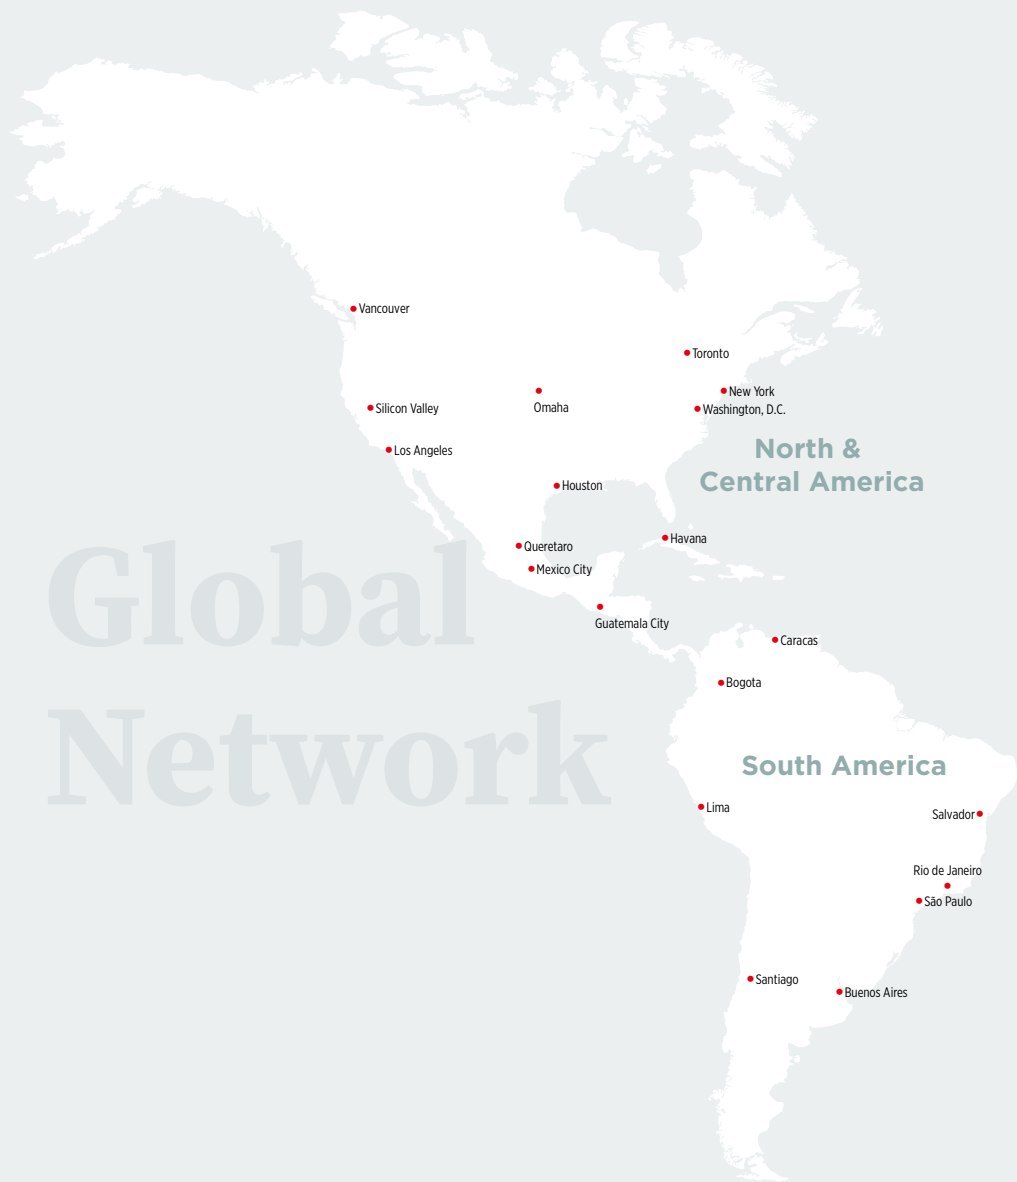 Vancouver
Toronto
Omaha
New York
Silicon Valley
Washington, D.C.
Los Angeles
North &
Central America
Houston
Havana
Queretaro
Mexico City
Global
Guatemala City
Caracas
Bogota
Network
South America
Lima
Salvador
Rio de Janeiro
São Paulo
Santiago
Buenos Aires